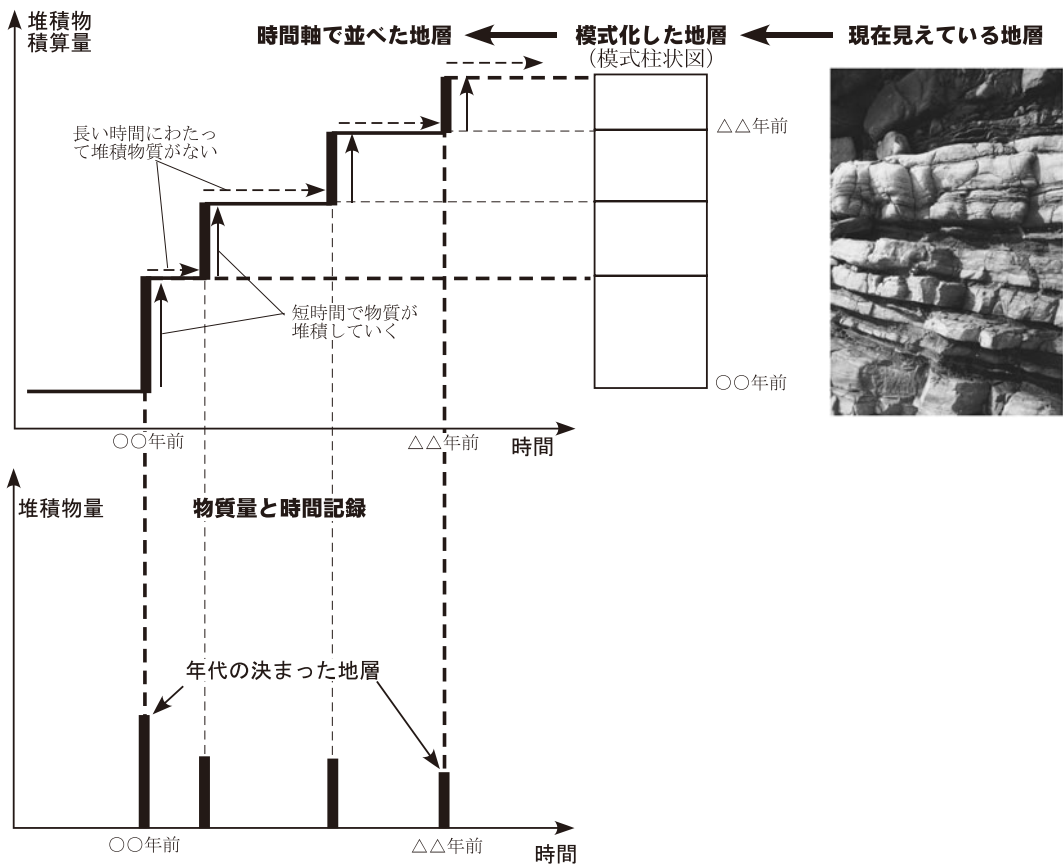 堆積物
積算量
時間軸で並べた地層
模式化した地層
（模式柱状図）
現在見えている地層
長い時間にわたっ
て堆積物質がない
△△年前
短時間で物質が
堆積していく
○○年前
○○年前
△△年前
時間
堆積物量
物質量と時間記録
年代の決まった地層
○○年前
△△年前
時間